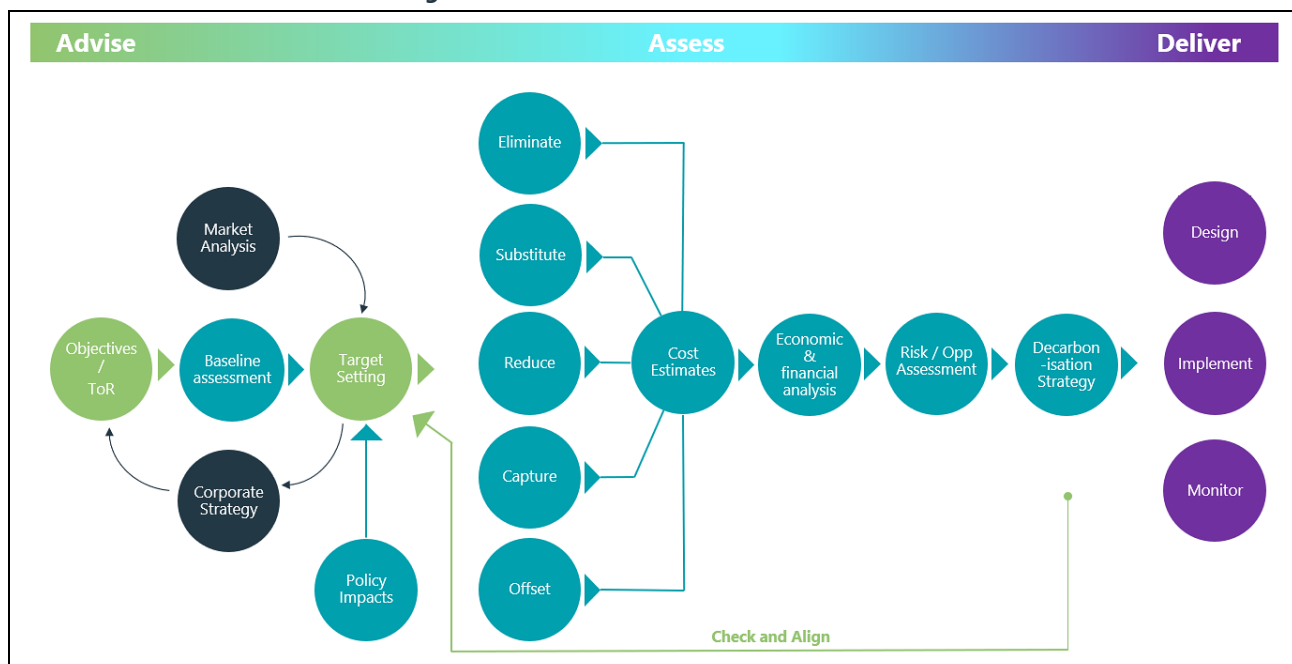 Advise
Assess
Deliver
Eliminate
Market
Analysis
Substitute
Design
Objectives
/
ToR
Baseline
assessment
Target
Setting
Reduce
Cost
Estimates
Economic
&
financial
analysis
Risk / Opp
Assessment
Decarbon
-isation
Strategy
Implement
Corporate
Strategy
Capture
Monitor
Policy
Impacts
Offset
Check and Align